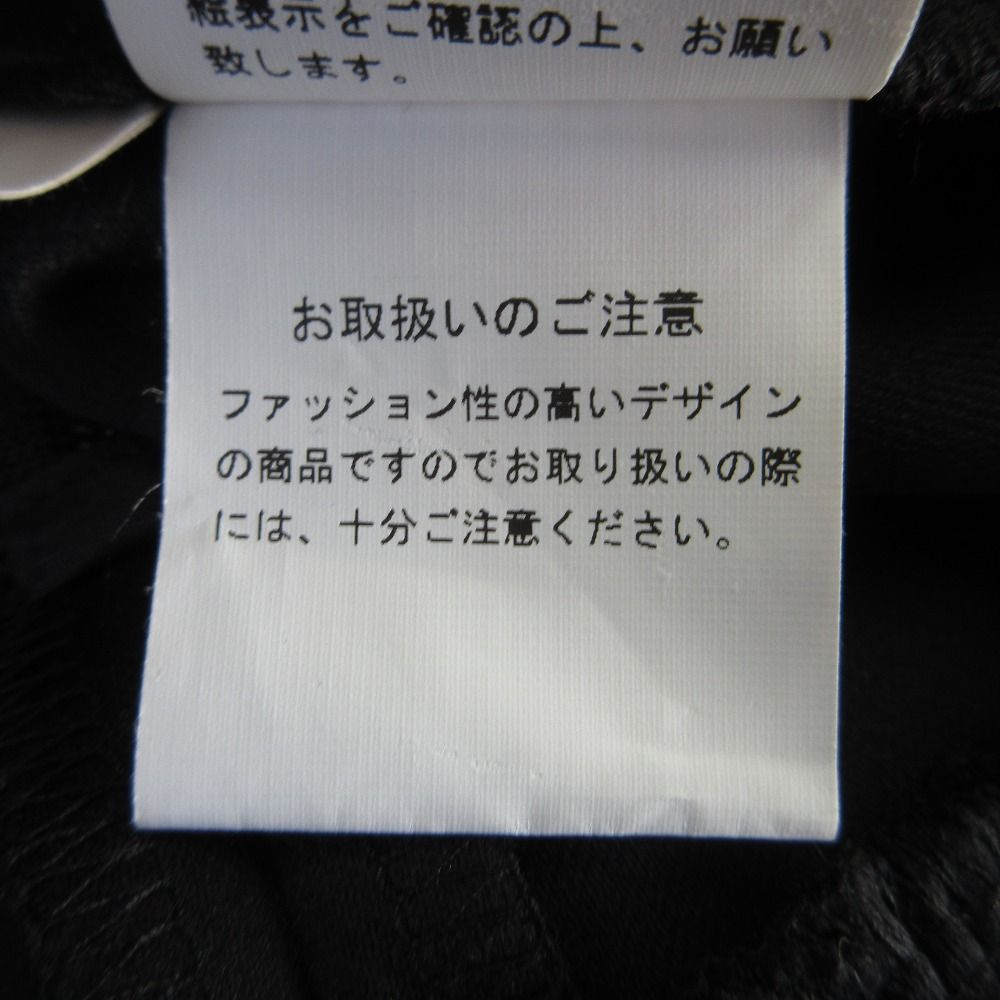 絵表示をご確認の上、お願い
致します。
お取扱いのご注意
ファッション性の高いデザイン
の商品ですのでお取り扱いの際
には、十分ご注意ください。